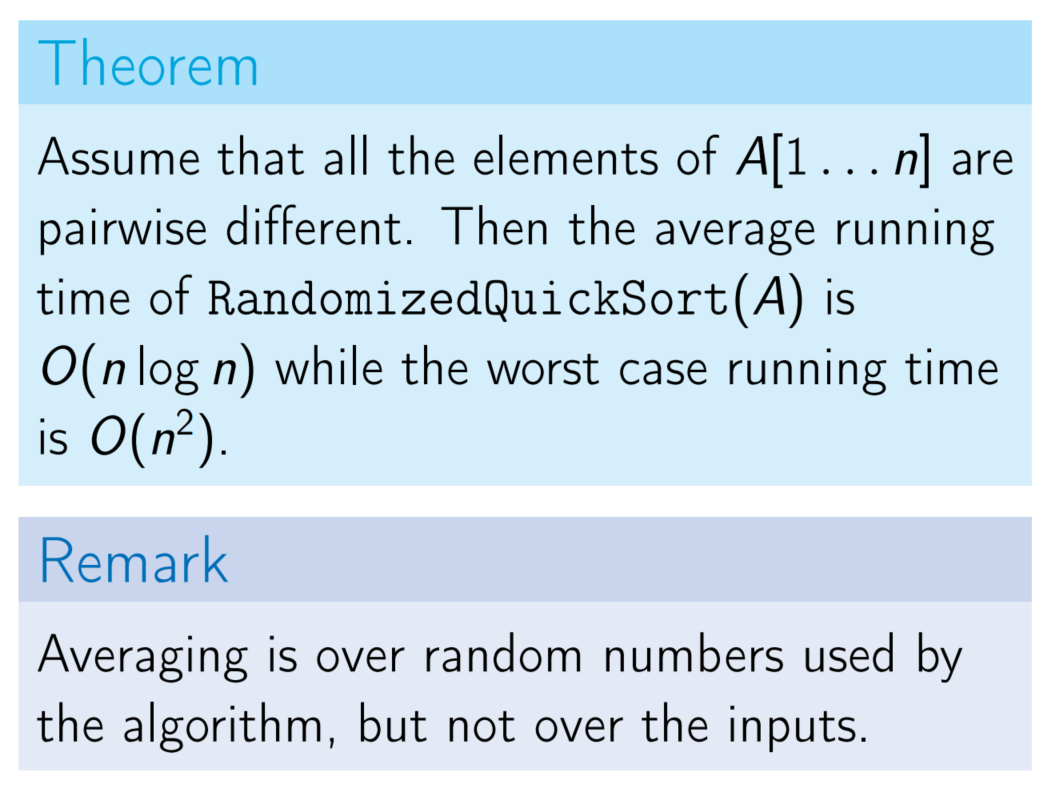 Theorem
Assume that all the elements of A[1 . . . n] are
pairwise different. Then the average running
time of RandomizedQuickSort(A) is
O(n log n) while the worst case running time
is O(n²).
Remark
Averaging is over random numbers used by
the algorithm, but not over the inputs.